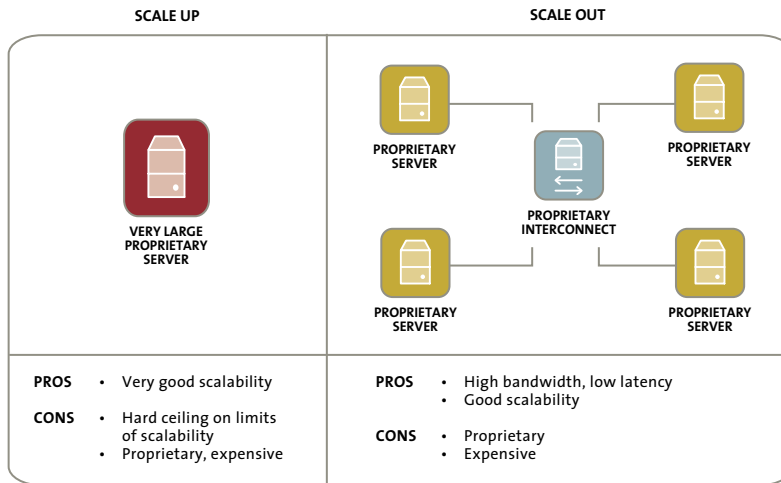 SCALE UP
SCALE OUT
VERY LARGE
PROPRIETARY
SERVER
PROPRIETARY
SERVER
PROPRIETARY
SERVER
PROPRIETARY
INTERCONNECT
PROPRIETARY
SERVER
PROPRIETARY
SERVER
PROS • Very good scalability
CONS • Hard ceiling on limits
of scalability
• Proprietary, expensive
PROS • High bandwidth, low latency
• Good scalability
CONS • Proprietary
• Expensive